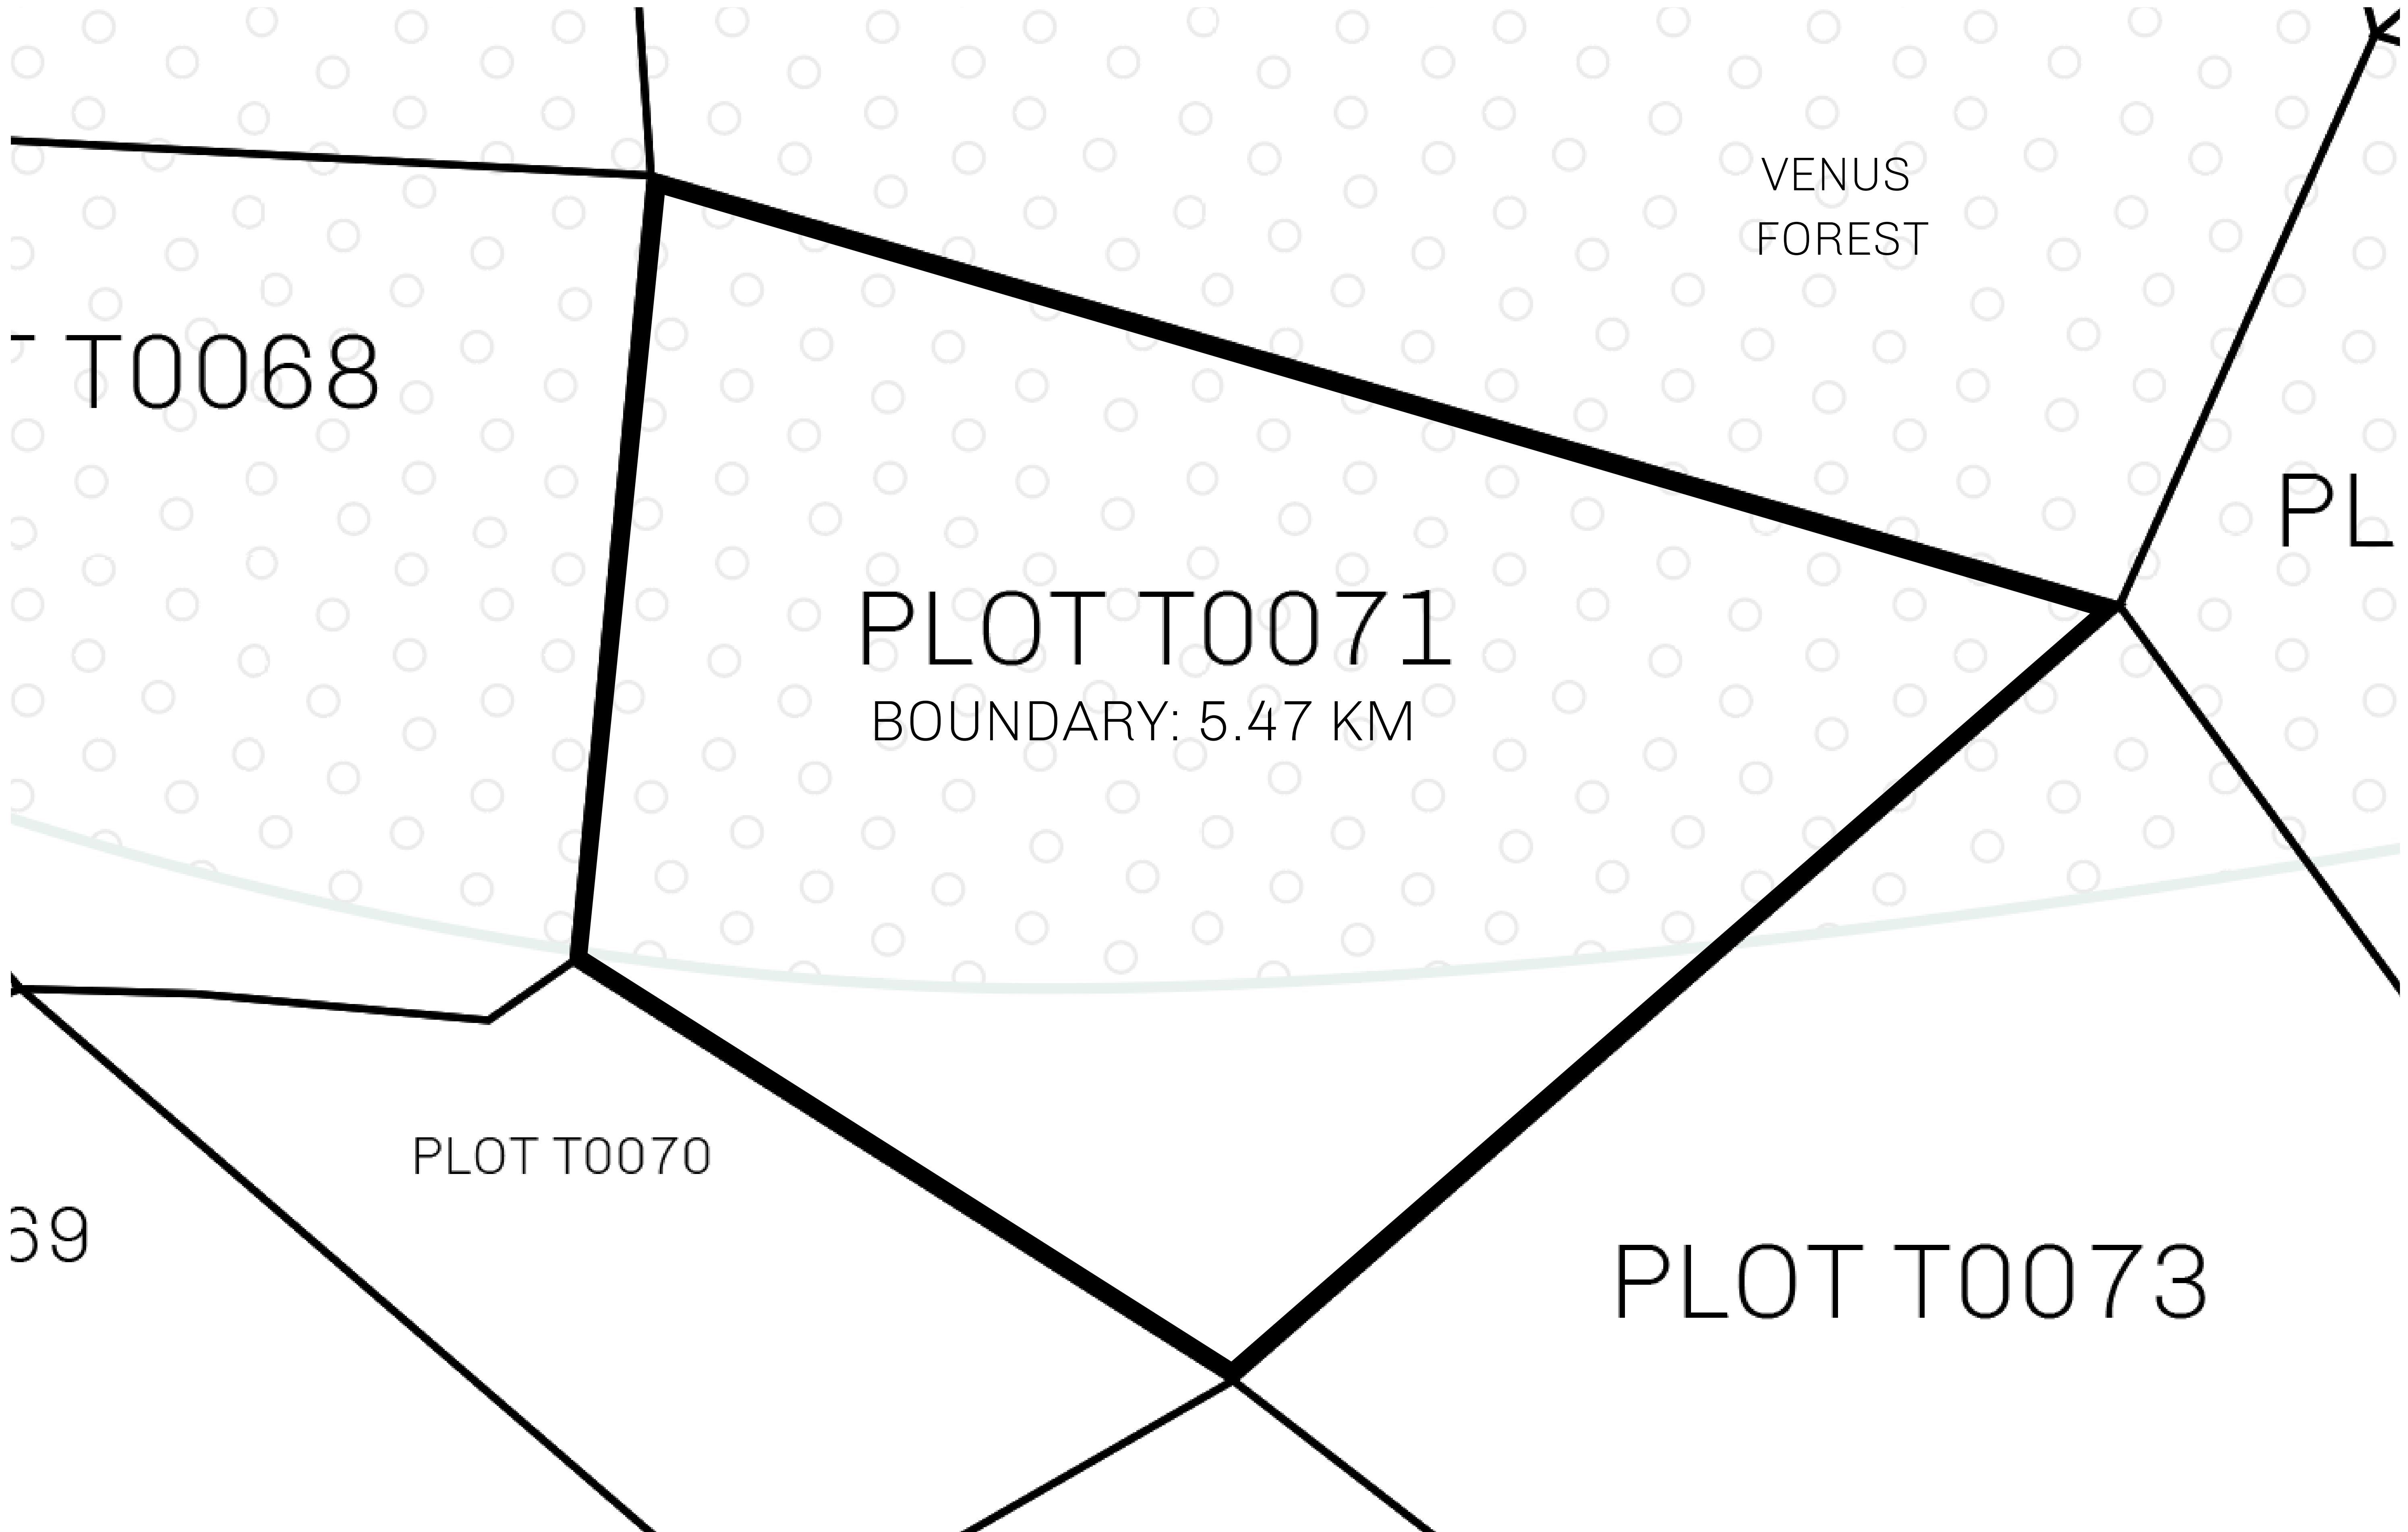 VENUS
FOREST
T0068
PL
PLOT T0071
BOUNDARY: 5.47 KM
PLOT T0070
69
PLOT T0073